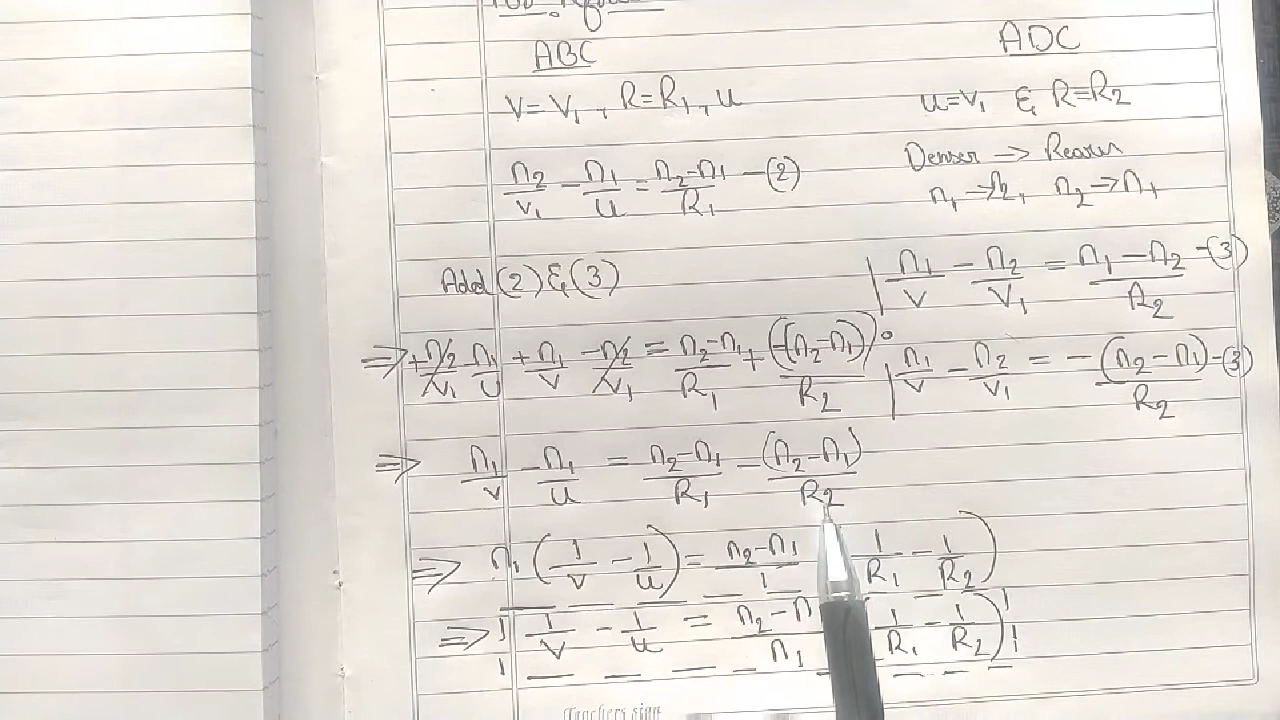 ABC
V=V₁, R=R₁, u
n₂/v₁ - n₁/u = n₂-n₁/R₁ -(2)
ADC
u=V₁ & R=R₂
Denser → Rearer
n₁→n₂, n₂→n₁
n₁/v - n₂/v₁ = n₁-n₂/R₂ -(3)
n₁/v - n₂/v₁ = -(n₂-n₁)/R₂ -(3)
Add (2) & (3)
⇒ +n₂/v₁ - n₁/u + n₁/v - n₂/v₁ = n₂-n₁/R₁ + (-(n₂-n₁))/R₂
⇒ n₁/v - n₁/u = n₂-n₁/R₁ - (n₂-n₁)/R₂
⇒ n₁(1/v - 1/u) = n₂-n₁/1 1/R₁ - 1/R₂)
⇒ 1/v - 1/u = n₂-n/n₁ 1/R₁ - 1/R₂)